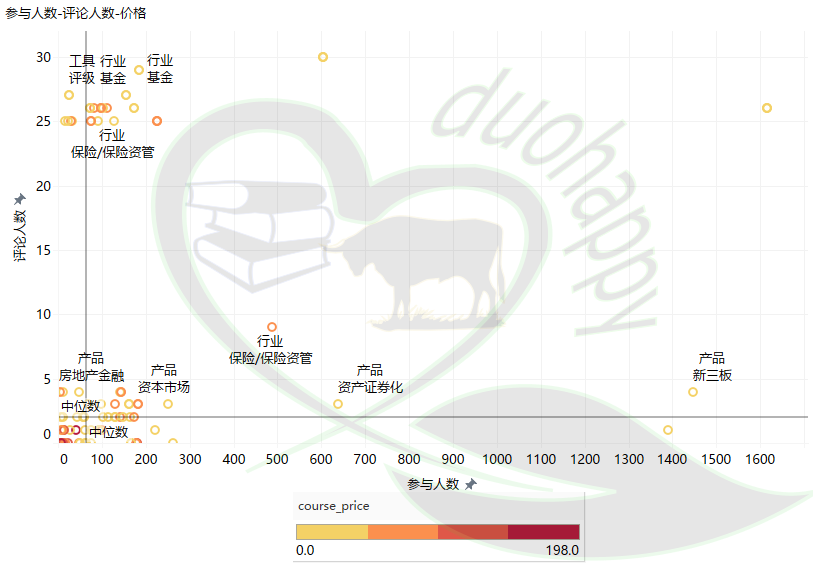 参与人数-评论人数-价格
30
工具
评级
行业
基金
行业
基金
25
行业
保险/保险资管
20
评论人数
15
10
行业
保险/保险资管
产品
房地产金融
产品
资本市场
产品
资产证券化
产品
新三板
5
中位数
中位数
0
0 100 200 300 400 500 600 700 800 900 1000 1100 1200 1300 1400 1500 1600
参与人数
course_price
0.0 198.0
duohappy